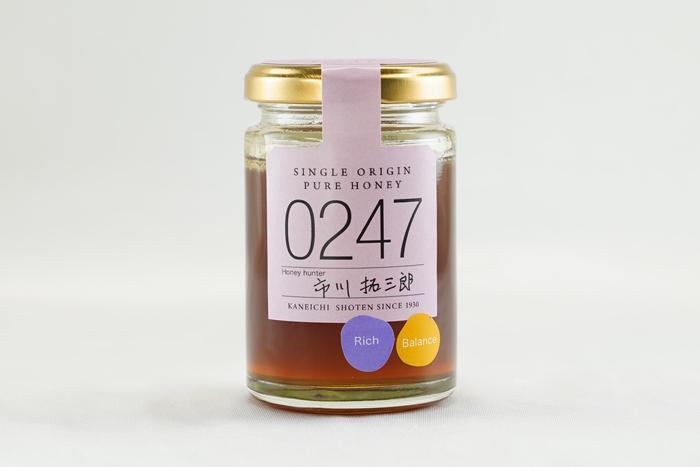 SINGLE ORIGIN
PURE HONEY
0247
Honey hunter
市川 拓三郎
KANEICHI SHOTEN SINCE 1930
Rich
Balance